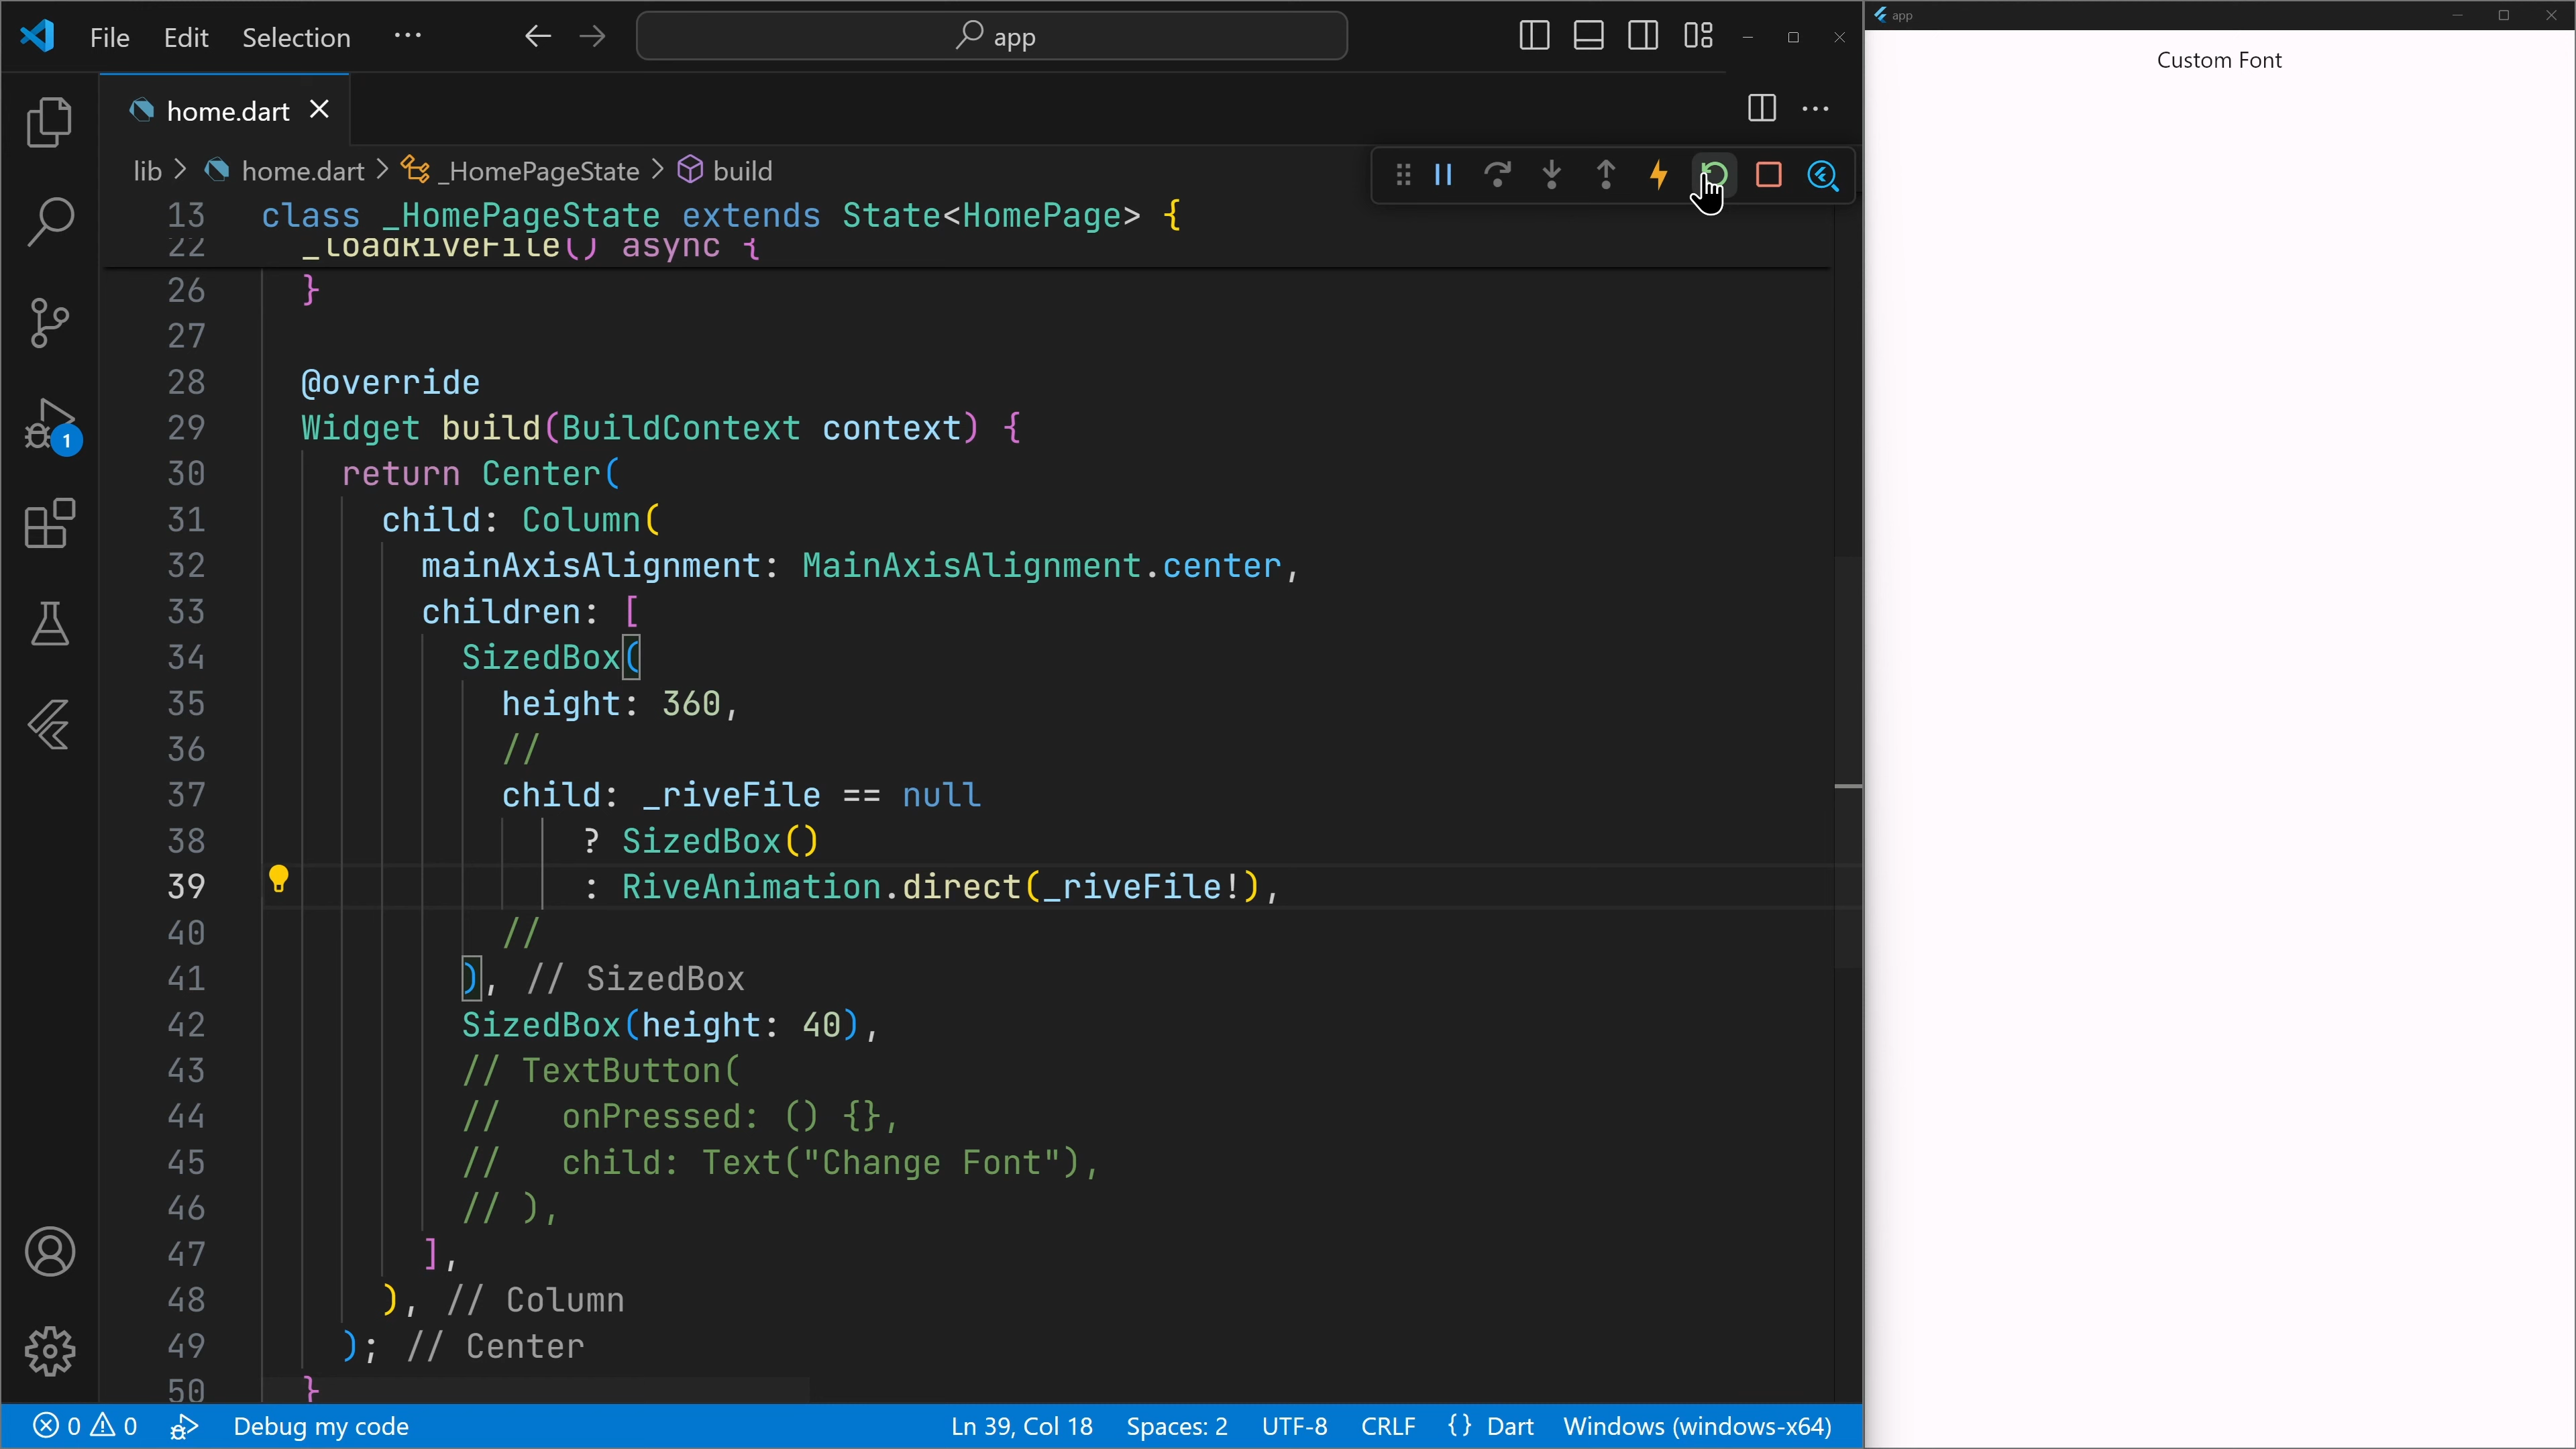 File Edit Selection ··· app
app
Custom Font
home.dart
lib > home.dart > _HomePageState > build
13 class _HomePageState extends State<HomePage> {
22 _loadRiveFile() async {
26 }
27
28 @override
29 Widget build(BuildContext context) {
30 return Center(
31 child: Column(
32 mainAxisAlignment: MainAxisAlignment.center,
33 children: [
34 SizedBox(
35 height: 360,
36 //
37 child: _riveFile == null
38 ? SizedBox()
39 : RiveAnimation.direct(_riveFile!),
40 //
41 ), // SizedBox
42 SizedBox(height: 40),
43 // TextButton(
44 //   onPressed: () {},
45 //   child: Text("Change Font"),
46 // ),
47 ],
48 ), // Column
49 ); // Center
50 }
1
0 0 Debug my code Ln 39, Col 18 Spaces: 2 UTF-8 CRLF {} Dart Windows (windows-x64)